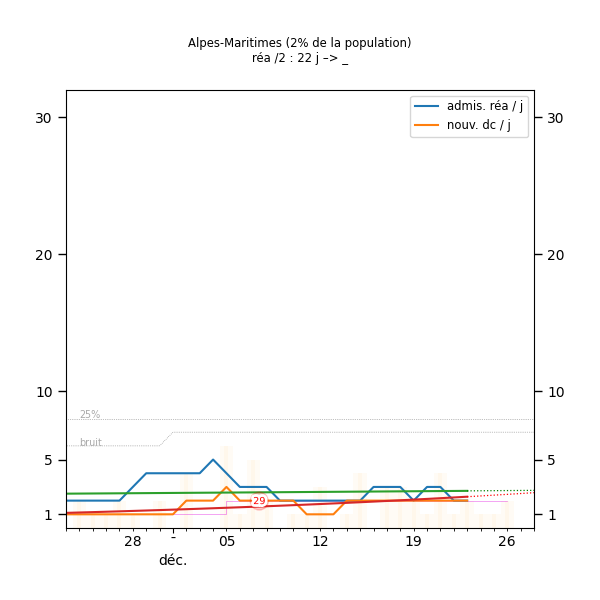 Alpes-Maritimes (2% de la population)
réa /2 : 22 j –> _
admis. réa / j
nouv. dc / j
30 30
20 20
10 10
25%
bruit
5 5
29
1 1
28 - 05 12 19 26
déc.